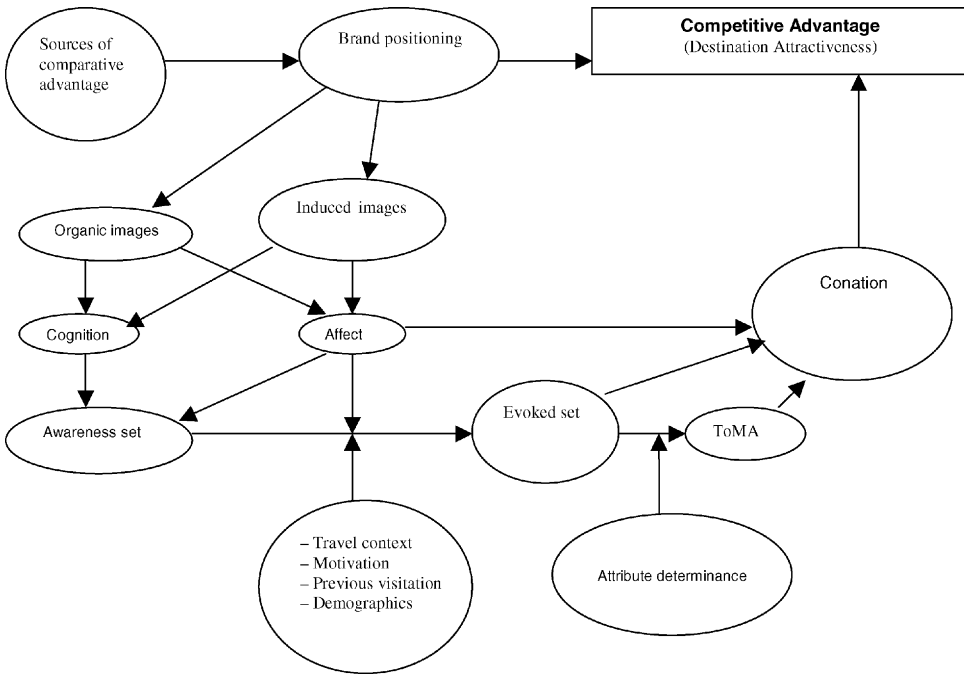 Sources of
comparative
advantage
Brand positioning
Competitive Advantage
(Destination Attractiveness)
Organic images
Induced images
Conation
Cognition
Affect
Awareness set
Evoked set
ToMA
– Travel context
– Motivation
– Previous visitation
– Demographics
Attribute determinance